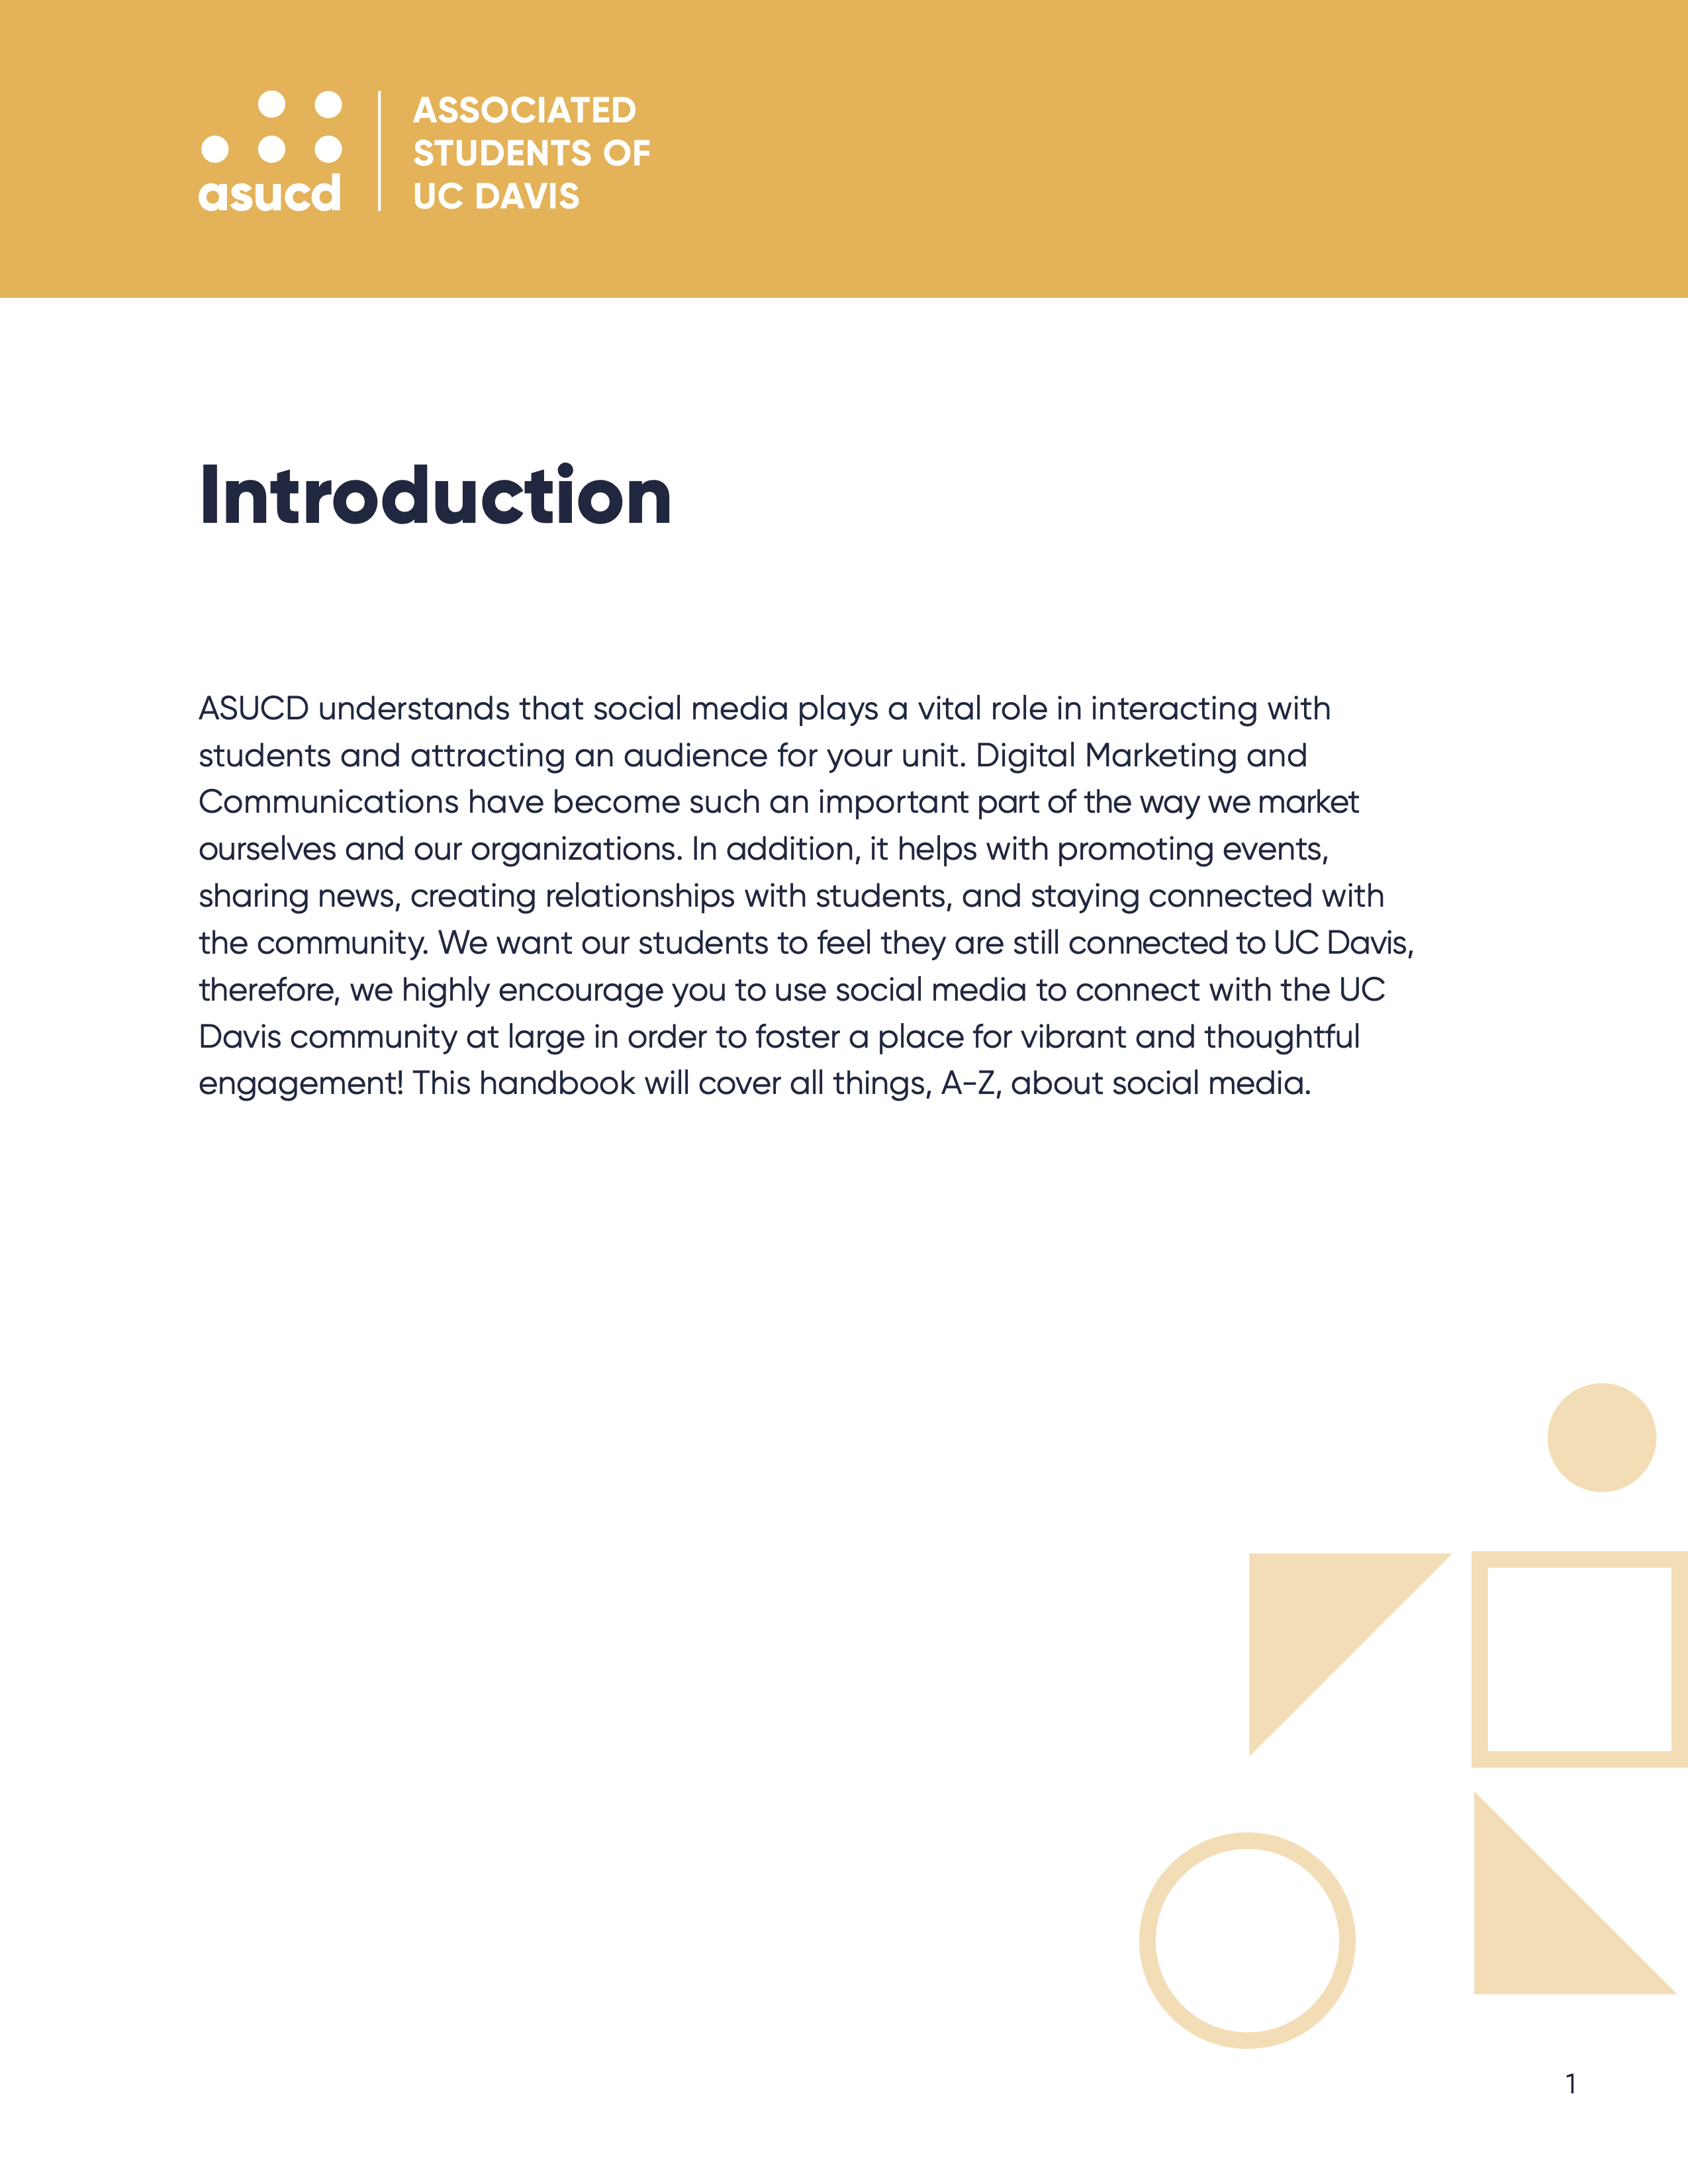 asucd
ASSOCIATED
STUDENTS OF
UC DAVIS
Introduction
ASUCD understands that social media plays a vital role in interacting with
students and attracting an audience for your unit. Digital Marketing and
Communications have become such an important part of the way we market
ourselves and our organizations. In addition, it helps with promoting events,
sharing news, creating relationships with students, and staying connected with
the community. We want our students to feel they are still connected to UC Davis,
therefore, we highly encourage you to use social media to connect with the UC
Davis community at large in order to foster a place for vibrant and thoughtful
engagement! This handbook will cover all things, A-Z, about social media.
1